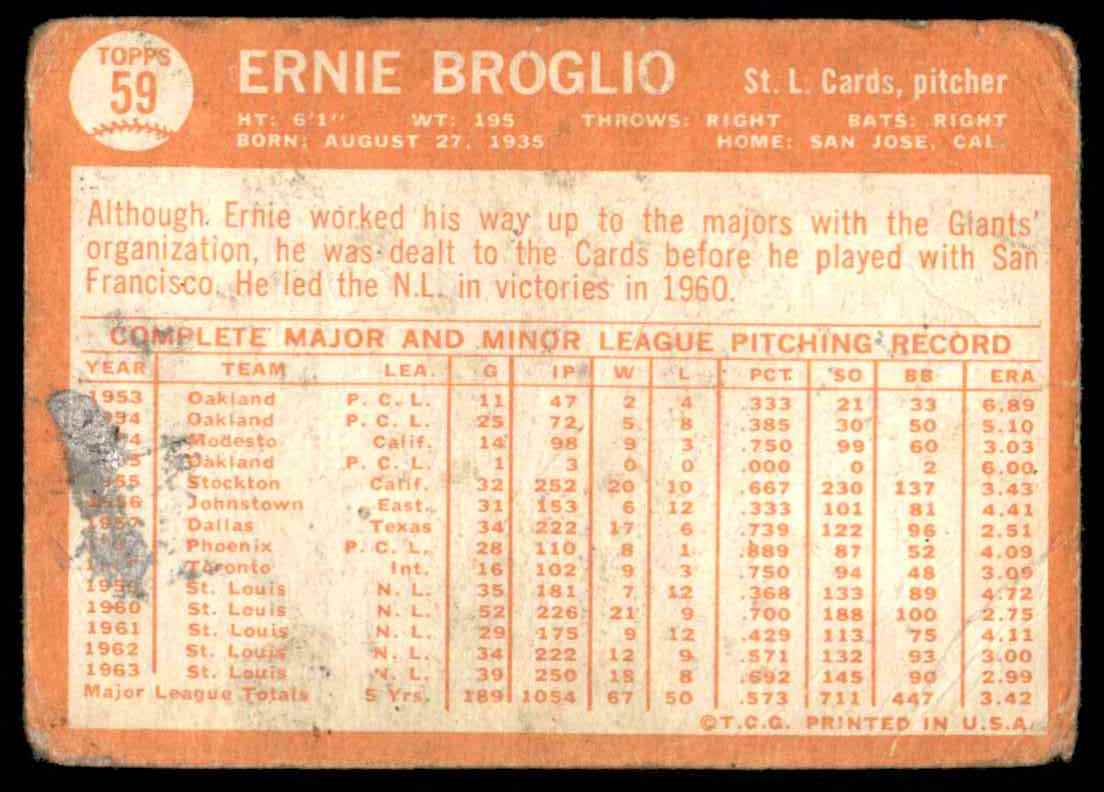 TOPPS
59
ERNIE BROGLIO St. L. Cards, pitcher
HT: 6'1" WT: 195 THROWS: RIGHT BATS: RIGHT
BORN: AUGUST 27, 1935 HOME: SAN JOSE, CAL.
Although Ernie worked his way up to the majors with the Giants'
organization, he was dealt to the Cards before he played with San
Francisco. He led the N.L. in victories in 1960.
COMPLETE MAJOR AND MINOR LEAGUE PITCHING RECORD
YEAR TEAM LEA. G IP W L PCT. SO BB ERA
1953 Oakland P. C. L. 11 47 2 4 .333 21 33 6.89
Oakland P. C. L. 25 72 5 8 .385 30 50 5.10
Modesto Calif. 14 98 9 3 .750 99 60 3.03
Oakland P. C. L. 1 3 0 0 .000 0 2 6.00
1955 Stockton Calif. 32 252 20 10 .667 230 137 3.43
1956 Johnstown East. 31 153 6 12 .333 101 81 4.41
1957 Dallas Texas 34 222 17 6 .739 122 96 2.51
Phoenix P. C. L. 28 110 8 1 .889 87 52 4.09
Toronto Int. 16 102 9 3 .750 94 48 3.09
1959 St. Louis N. L. 35 181 7 12 .368 133 89 4.72
1960 St. Louis N. L. 52 226 21 9 .700 188 100 2.75
1961 St. Louis N. L. 29 175 9 12 .429 113 75 4.11
1962 St. Louis N. L. 34 222 12 9 .571 132 93 3.00
1963 St. Louis N. L. 39 250 18 8 .692 145 90 2.99
Major League Totals 5 Yrs. 189 1054 67 50 .573 711 447 3.42
©T.C.G. PRINTED IN U.S.A.